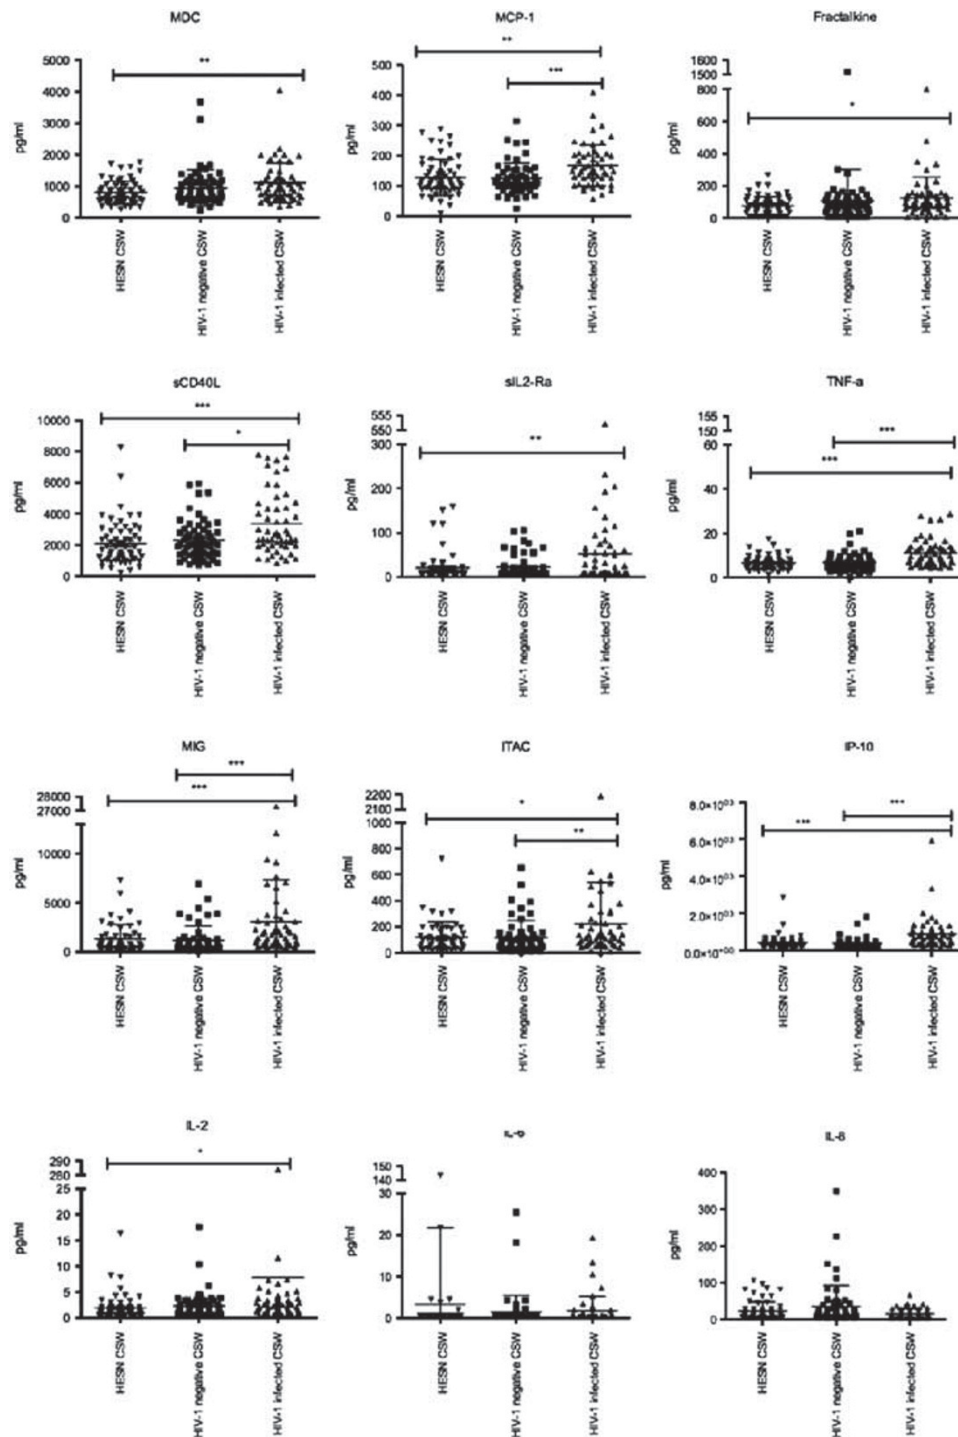 MDC
MCP-1
Fractalkine
pg/ml
5000
4000
3000
2000
1000
0
**
HESN CSW
HIV-1 negative CSW
HIV-1 infected CSW
pg/ml
500
400
300
200
100
0
**
***
HESN CSW
HIV-1 negative CSW
HIV-1 infected CSW
pg/ml
1600
1500
800
600
400
200
0
*
HESN CSW
HIV-1 negative CSW
HIV-1 infected CSW
sCD40L
sIL2-Ra
TNF-a
pg/ml
10000
8000
6000
4000
2000
0
***
*
HESN CSW
HIV-1 negative CSW
HIV-1 infected CSW
pg/ml
555
555
550
300
200
100
0
**
HESN CSW
HIV-1 negative CSW
HIV-1 infected CSW
pg/ml
155
150
60
40
20
0
***
***
HESN CSW
HIV-1 negative CSW
HIV-1 infected CSW
MIG
ITAC
IP-10
pg/ml
28000
27000
10000
5000
0
***
***
HESN CSW
HIV-1 negative CSW
HIV-1 infected CSW
pg/ml
2200
2100
1000
800
600
400
200
0
*
**
HESN CSW
HIV-1 negative CSW
HIV-1 infected CSW
pg/ml
8.0×10⁰³
6.0×10⁰³
4.0×10⁰³
2.0×10⁰³
0.0×10⁺⁰⁰
***
***
HESN CSW
HIV-1 negative CSW
HIV-1 infected CSW
IL-2
IL-6
IL-8
pg/ml
290
280
25
20
15
10
5
0
*
HESN CSW
HIV-1 negative CSW
HIV-1 infected CSW
pg/ml
150
140
30
20
10
0
HESN CSW
HIV-1 negative CSW
HIV-1 infected CSW
pg/ml
400
300
200
100
0
HESN CSW
HIV-1 negative CSW
HIV-1 infected CSW